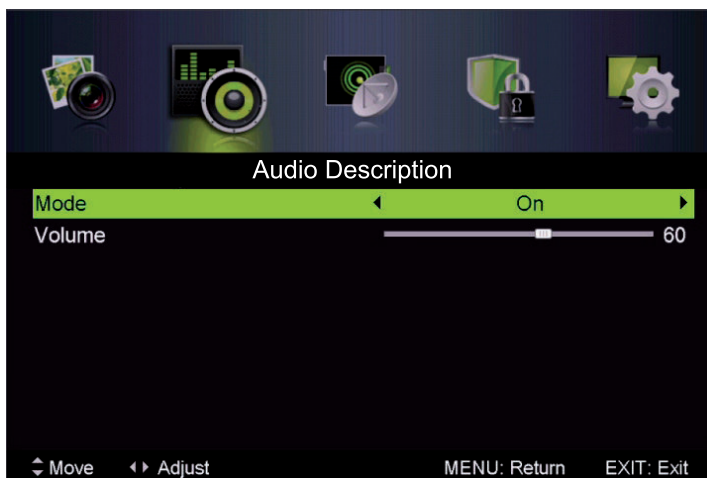 Audio Description
Mode On
Volume 60
Move Adjust MENU: Return EXIT: Exit